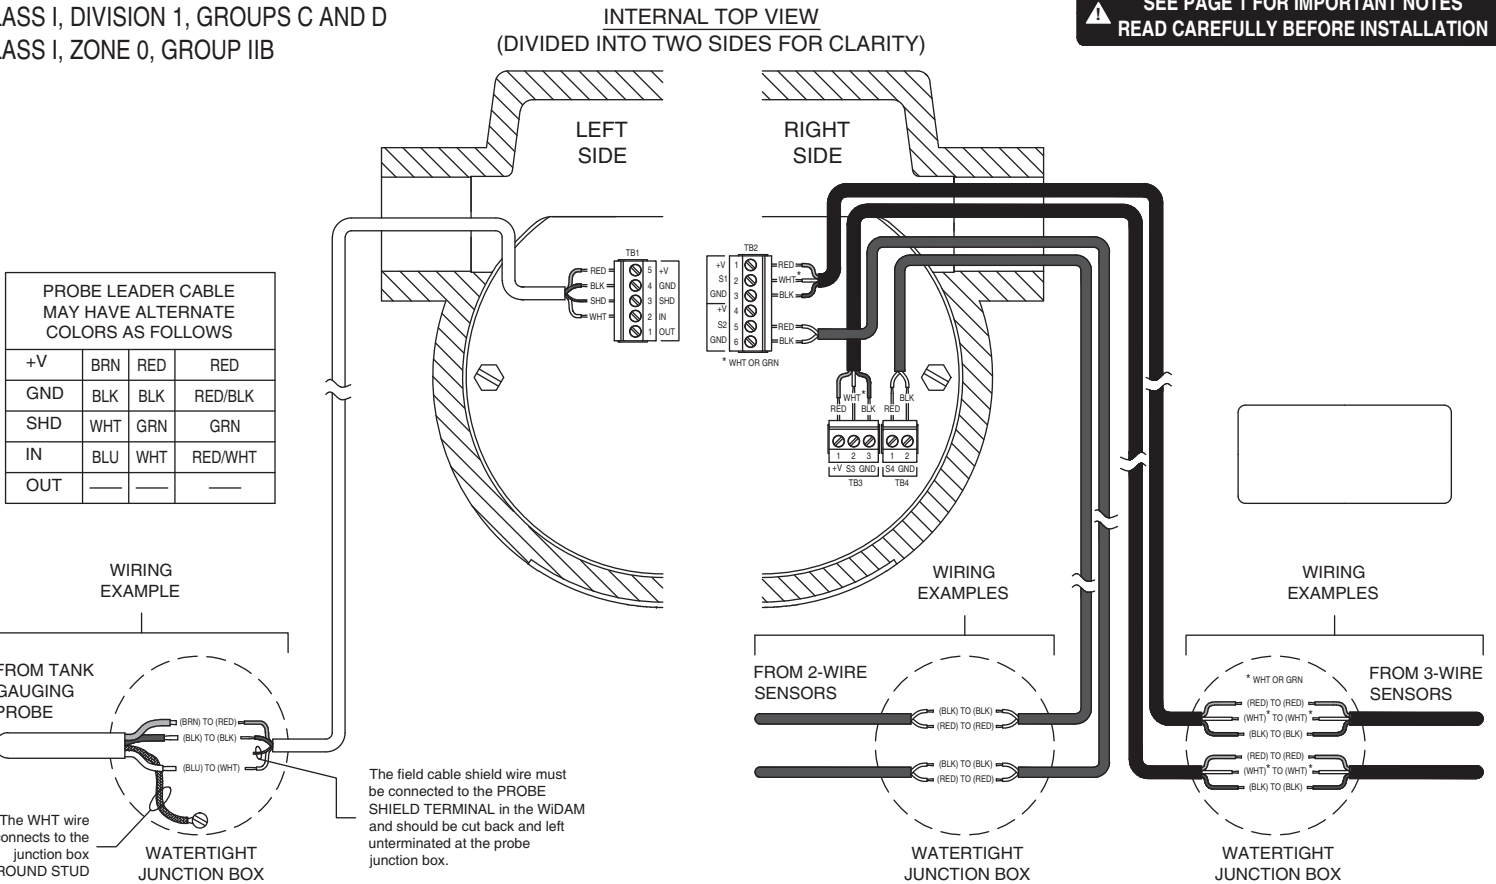 LASS I, DIVISION 1, GROUPS C AND D
LASS I, ZONE 0, GROUP IIB
INTERNAL TOP VIEW
(DIVIDED INTO TWO SIDES FOR CLARITY)
SEE PAGE 1 FOR IMPORTANT NOTES
READ CAREFULLY BEFORE INSTALLATION
LEFT
SIDE
RIGHT
SIDE
PROBE LEADER CABLE
MAY HAVE ALTERNATE
COLORS AS FOLLOWS
+V BRN RED RED
GND BLK BLK RED/BLK
SHD WHT GRN GRN
IN BLU WHT RED/WHT
OUT
TB1
RED 5 +V
BLK 4 GND
SHD 3 SHD
WHT 2 IN
1 OUT
TB2
+V 1 RED
S1 2 WHT*
GND 3 BLK
+V 4
S2 5 RED
GND 6 BLK
* WHT OR GRN
WHT*
RED BLK
1 2 3
+V S3 GND
TB3
BLK
RED
1 2
S4 GND
TB4
WIRING
EXAMPLE
FROM TANK
GAUGING
PROBE
(BRN) TO (RED)
(BLK) TO (BLK)
(BLU) TO (WHT)
The WHT wire
connects to the
junction box
ROUND STUD
WATERTIGHT
JUNCTION BOX
The field cable shield wire must
be connected to the PROBE
SHIELD TERMINAL in the WiDAM
and should be cut back and left
unterminated at the probe
junction box.
WIRING
EXAMPLES
FROM 2-WIRE
SENSORS
(BLK) TO (BLK)
(RED) TO (RED)
(BLK) TO (BLK)
(RED) TO (RED)
WATERTIGHT
JUNCTION BOX
WIRING
EXAMPLES
* WHT OR GRN
FROM 3-WIRE
SENSORS
(RED) TO (RED)
(WHT)* TO (WHT)*
(BLK) TO (BLK)
(RED) TO (RED)
(WHT)* TO (WHT)*
(BLK) TO (BLK)
WATERTIGHT
JUNCTION BOX